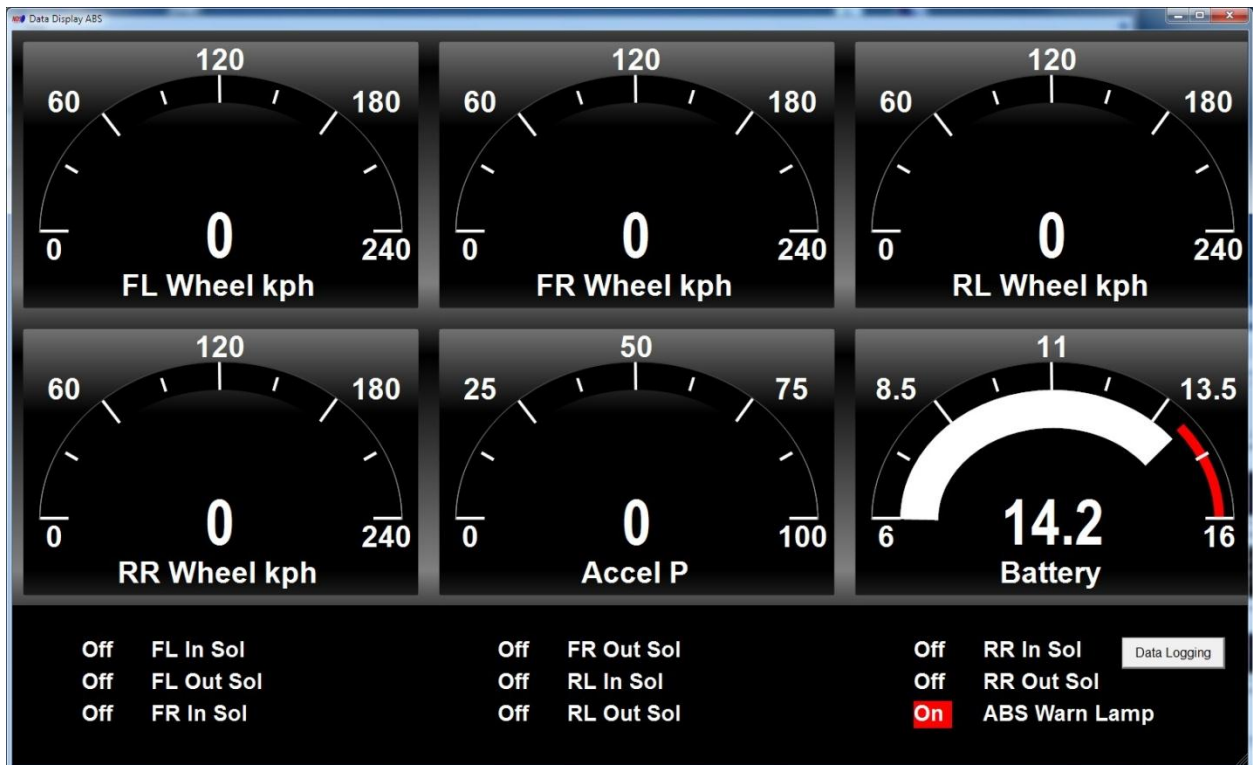 Data Display ABS
120
60 180
0
0 240
FL Wheel kph
120
60 180
0
0 240
FR Wheel kph
120
60 180
0
0 240
RL Wheel kph
120
60 180
0
0 240
RR Wheel kph
50
25 75
0
0 100
Accel P
11
8.5 13.5
14.2
6 16
Battery
Off FL In Sol
Off FL Out Sol
Off FR In Sol
Off FR Out Sol
Off RL In Sol
Off RL Out Sol
Off RR In Sol
Off RR Out Sol
On ABS Warn Lamp
Data Logging